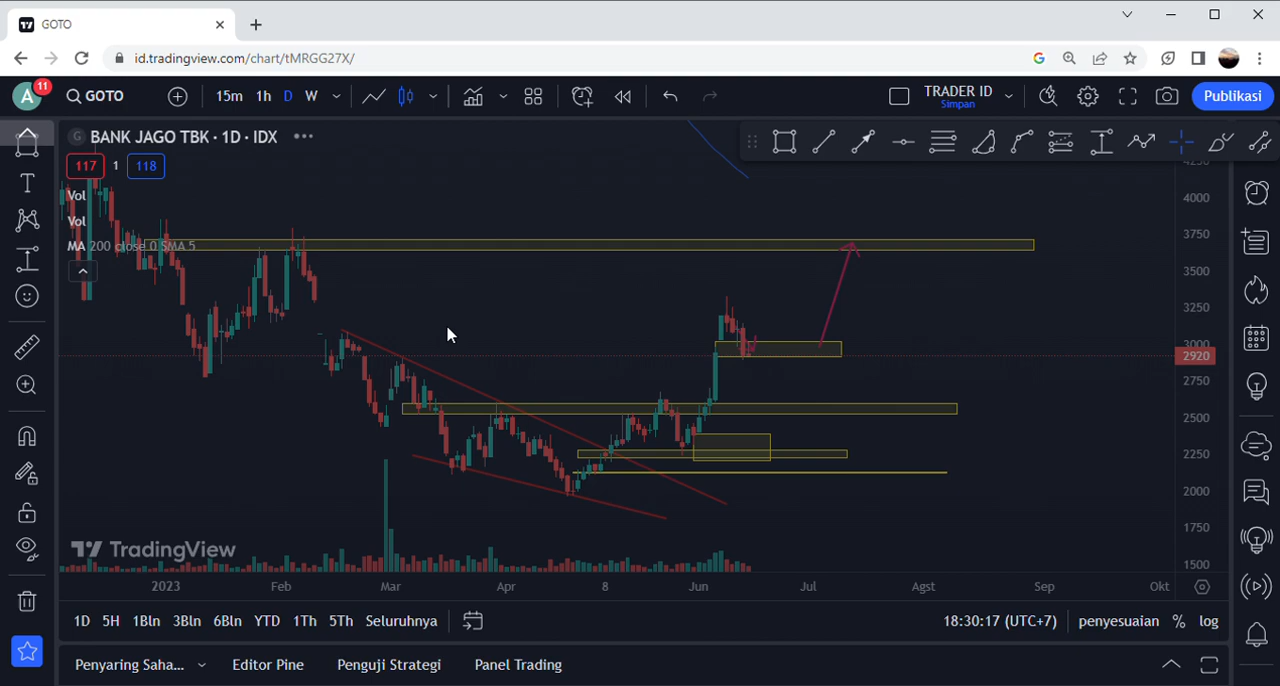 GOTO
id.tradingview.com/chart/tMRGG27X/
A 11 GOTO 15m 1h D W TRADER ID Publikasi
Simpan
G BANK JAGO TBK · 1D · IDX
117 1 118
Vol
Vol
MA 200 close 0 SMA 5
4250
4000
3750
3500
3250
3000
2920
2750
2500
2250
2000
1750
1500
TradingView
2023 Feb Mar Apr 8 Jun Jul Agst Sep Okt
1D 5H 1Bln 3Bln 6Bln YTD 1Th 5Th Seluruhnya 18:30:17 (UTC+7) penyesuaian % log
Penyaring Saha... Editor Pine Penguji Strategi Panel Trading